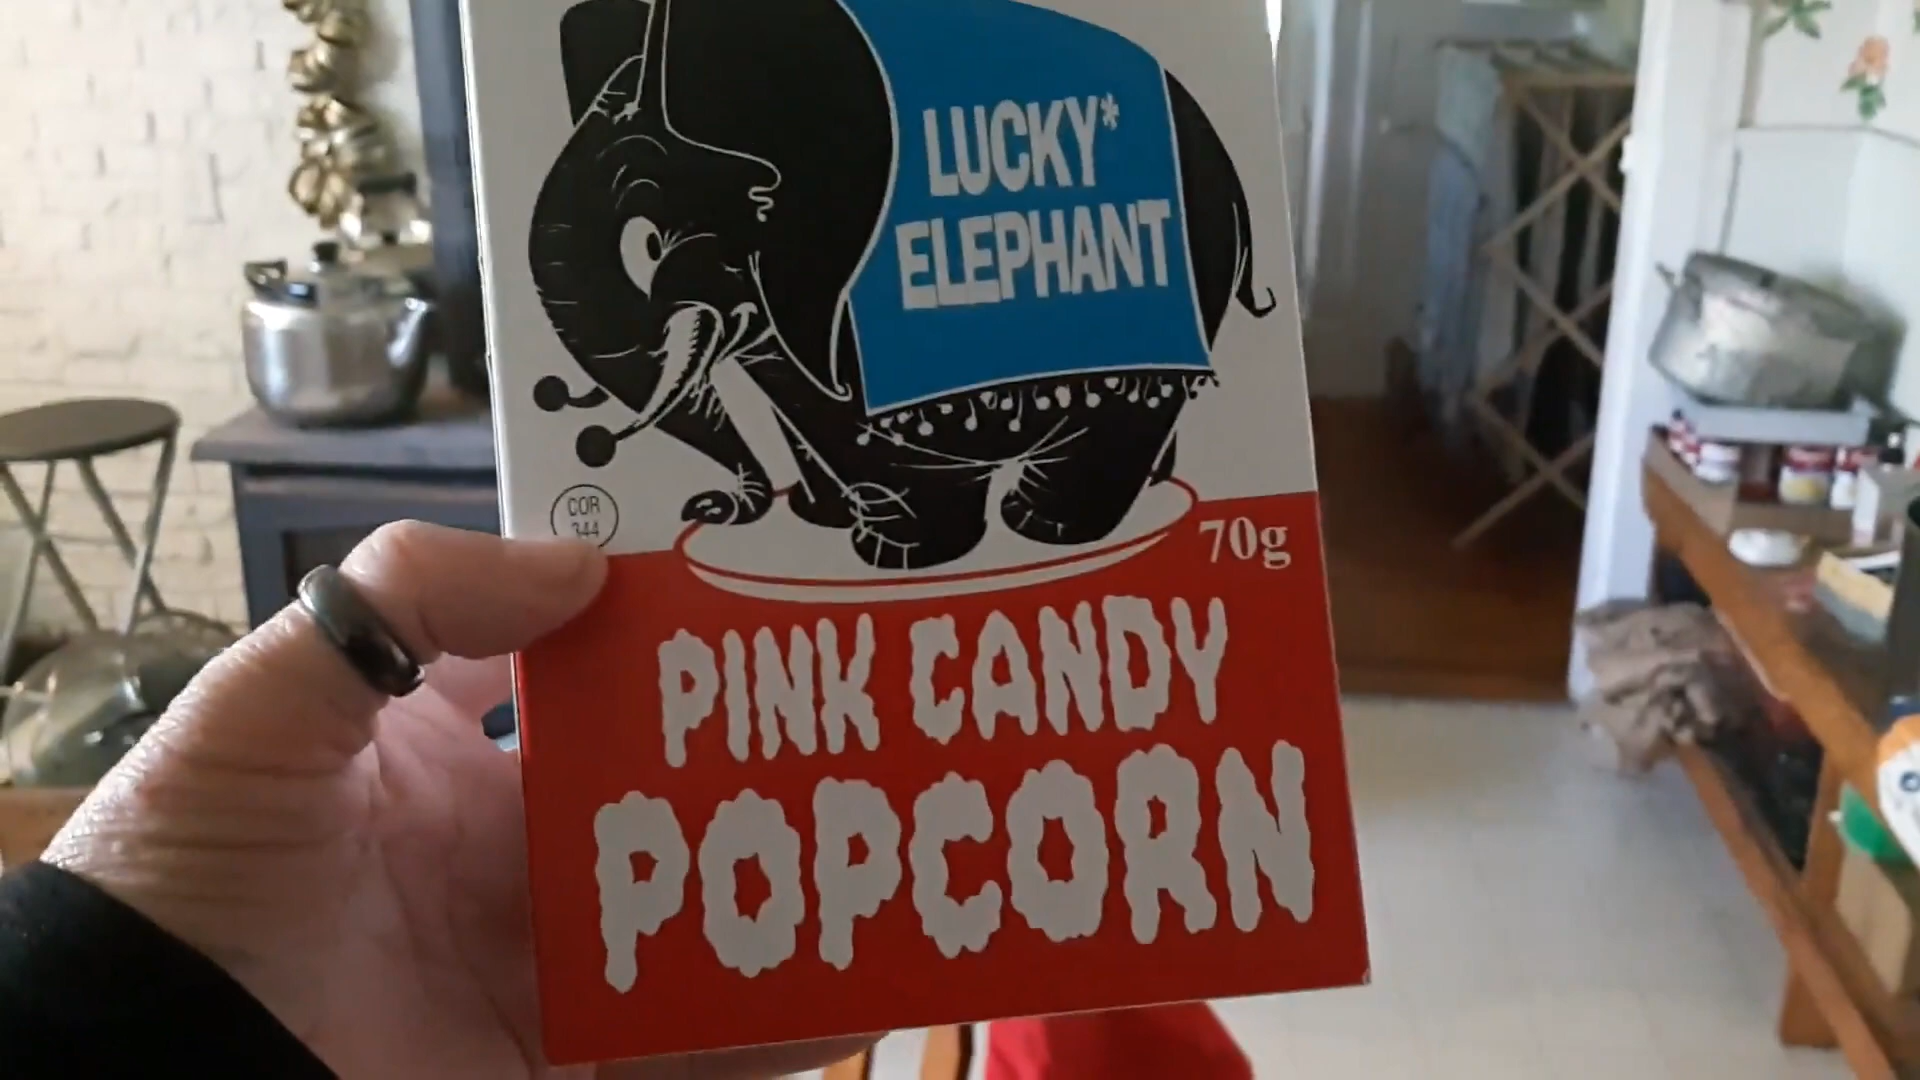 LUCKY*
ELEPHANT
COR
344
70g
PINK CANDY
POPCORN